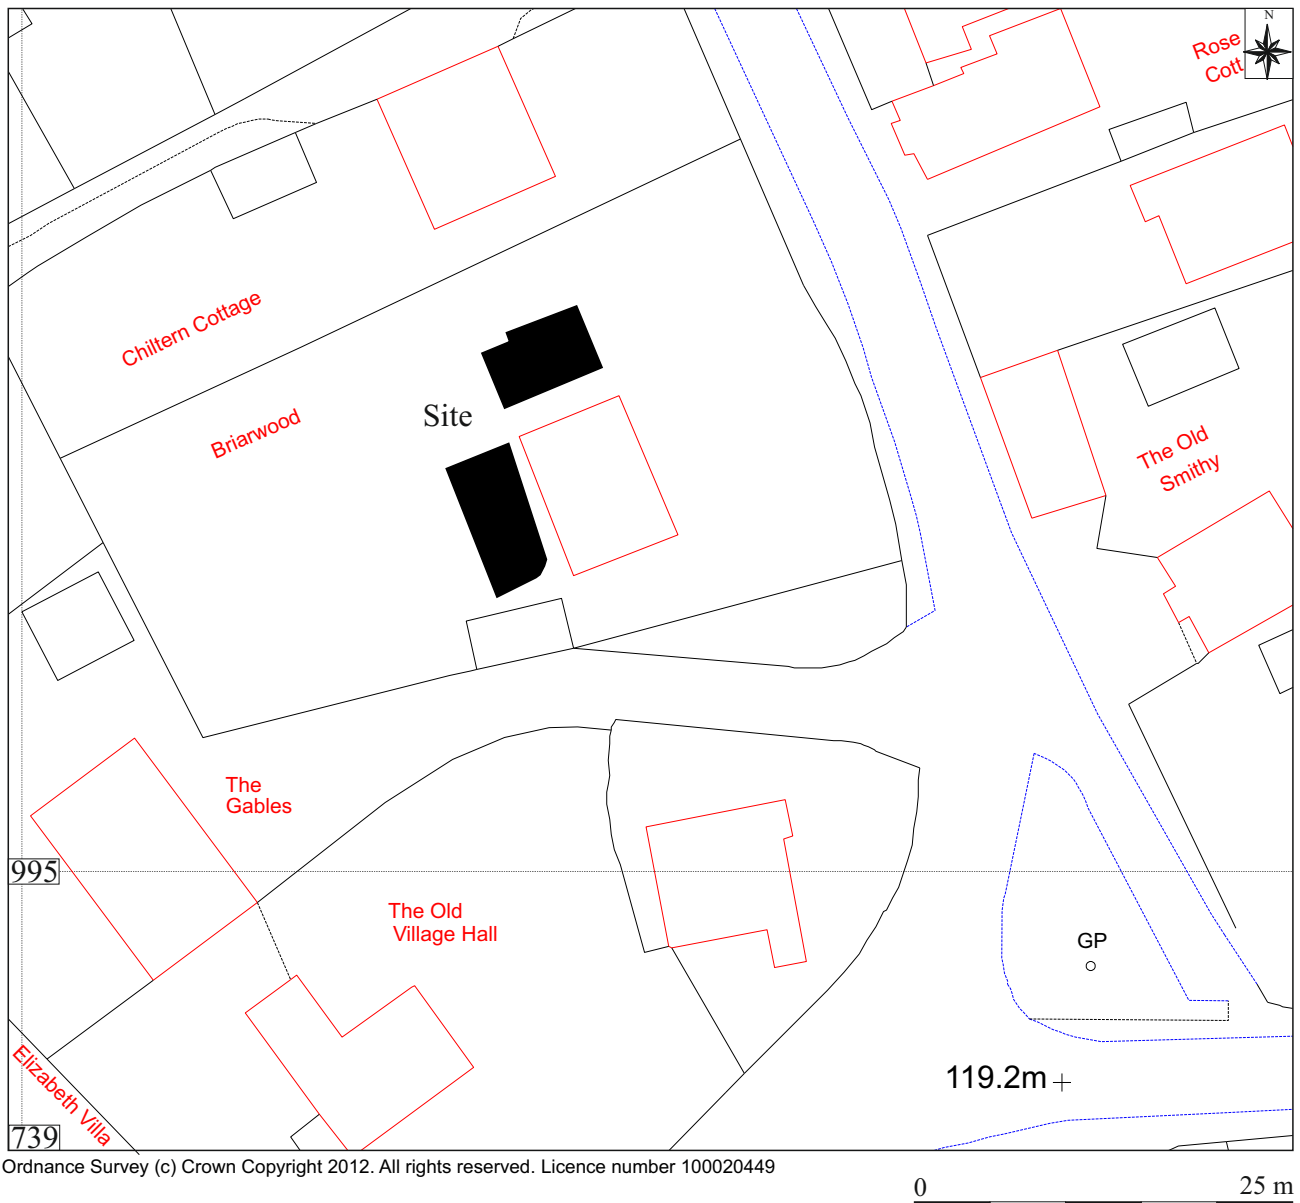 N
Rose
Cott
Chiltern Cottage
Site
Briarwood
The Old
Smithy
The
Gables
995
The Old
Village Hall
GP
Elizabeth Villa
119.2m
739
Ordnance Survey (c) Crown Copyright 2012. All rights reserved. Licence number 100020449
0
25 m